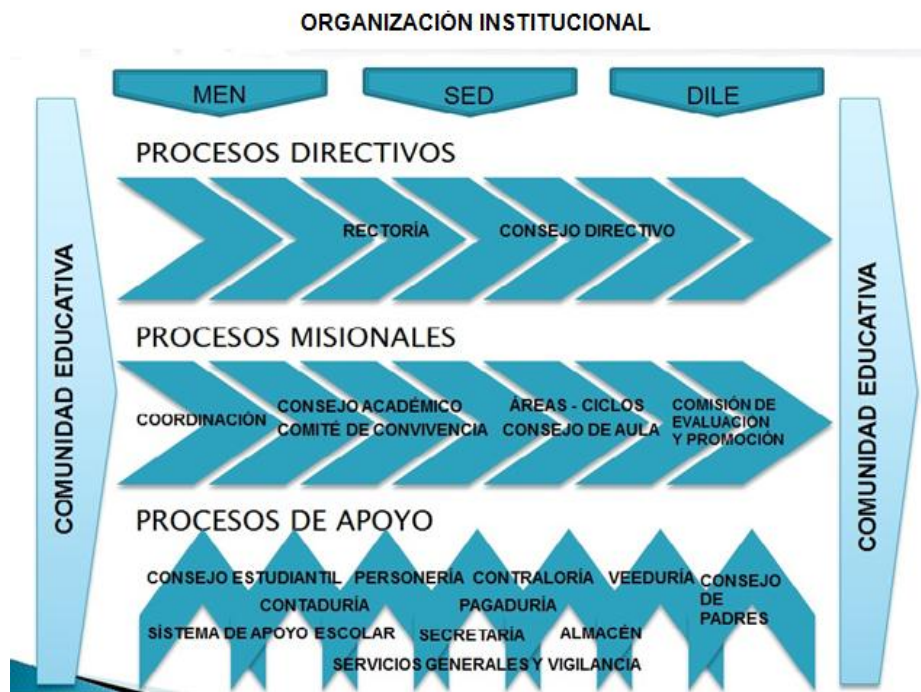 ORGANIZACIÓN INSTITUCIONAL
MEN
SED
DILE
COMUNIDAD EDUCATIVA
PROCESOS DIRECTIVOS
RECTORÍA
CONSEJO DIRECTIVO
PROCESOS MISIONALES
COORDINACIÓN
CONSEJO ACADÉMICO
COMITÉ DE CONVIVENCIA
ÁREAS - CICLOS
CONSEJO DE AULA
COMISIÓN DE
EVALUACION
Y PROMOCIÓN
PROCESOS DE APOYO
CONSEJO ESTUDIANTIL
PERSONERÍA
CONTRALORÍA
VEEDURÍA
CONSEJO
DE
PADRES
CONTADURÍA
PAGADURÍA
SÍSTEMA DE APOYO ESCOLAR
SECRETARÍA
ALMACÉN
SERVICIOS GENERALES Y VIGILANCIA
COMUNIDAD EDUCATIVA